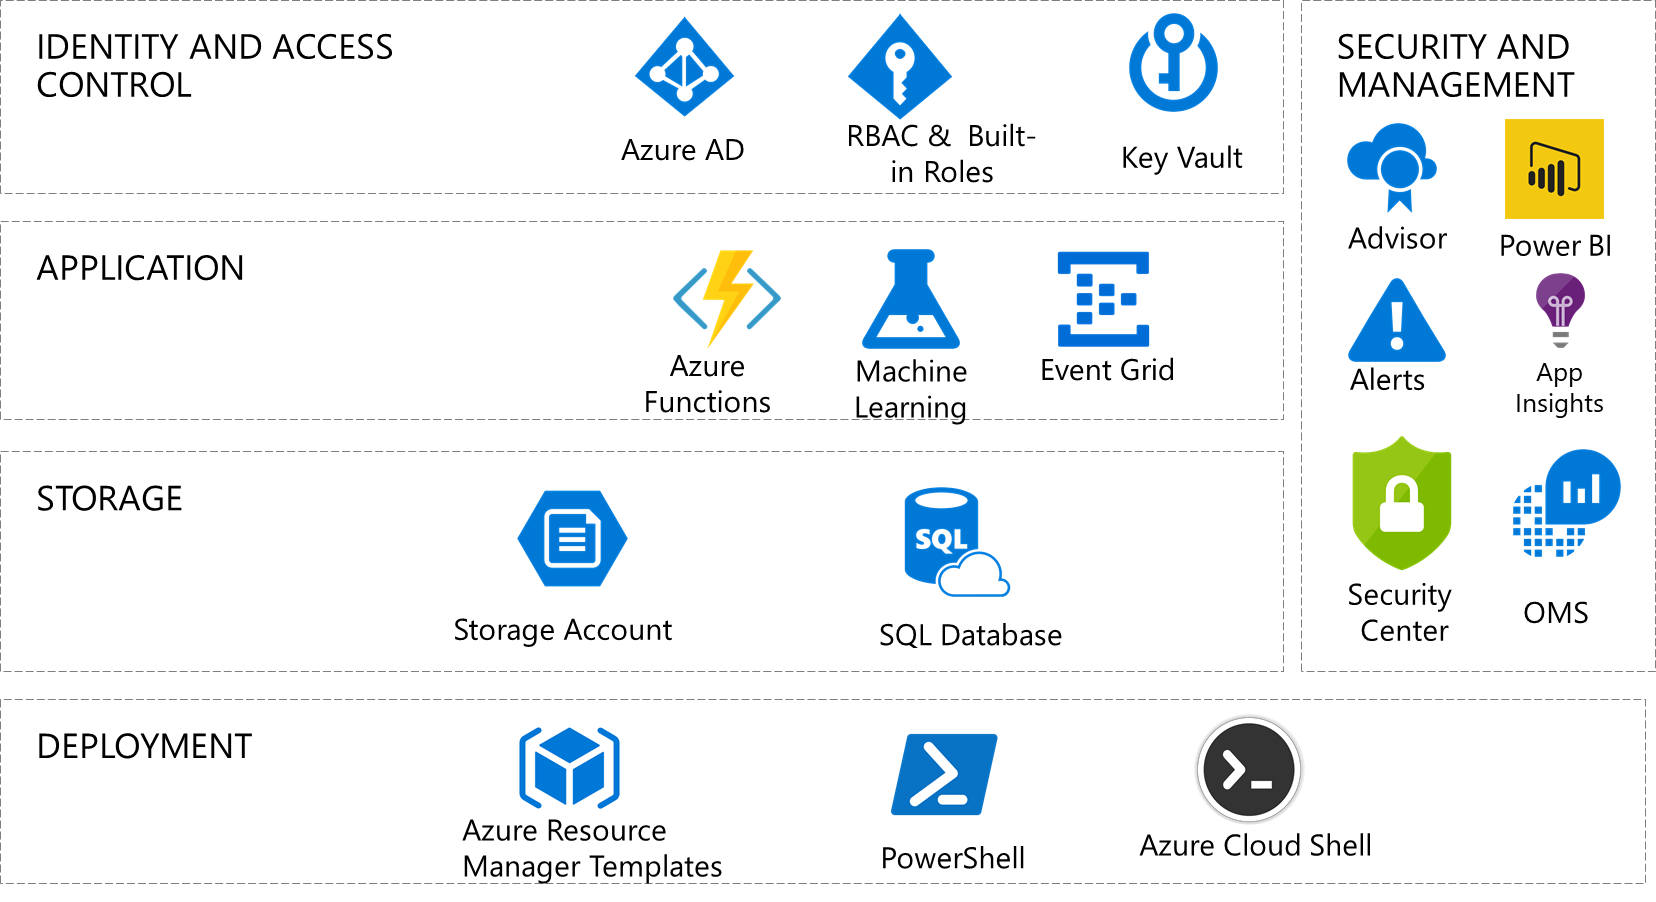 IDENTITY AND ACCESS
CONTROL
Azure AD
RBAC & Built-
in Roles
Key Vault
APPLICATION
Azure
Functions
Machine
Learning
Event Grid
STORAGE
Storage Account
SQL
SQL Database
SECURITY AND
MANAGEMENT
Advisor
Power BI
Alerts
App
Insights
Security
Center
OMS
DEPLOYMENT
Azure Resource
Manager Templates
PowerShell
Azure Cloud Shell